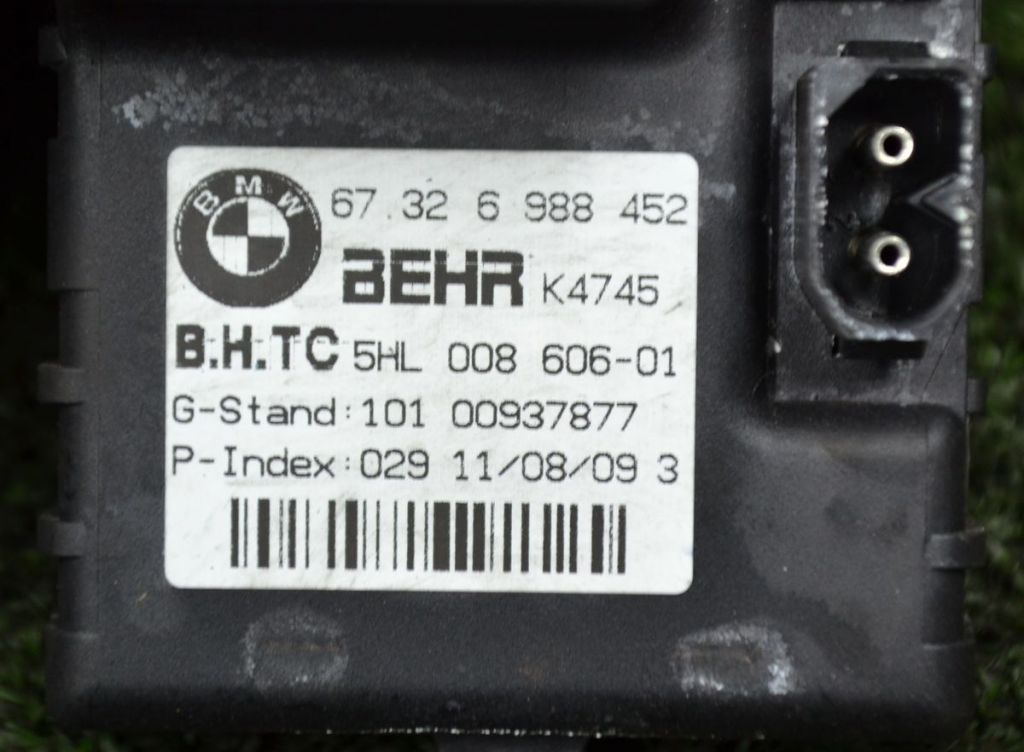 BMW
67.32 6 988 452
BEHR K4745
B.H.TC 5HL 008 606-01
G-Stand:101 00937877
P-Index:029 11/08/09 3